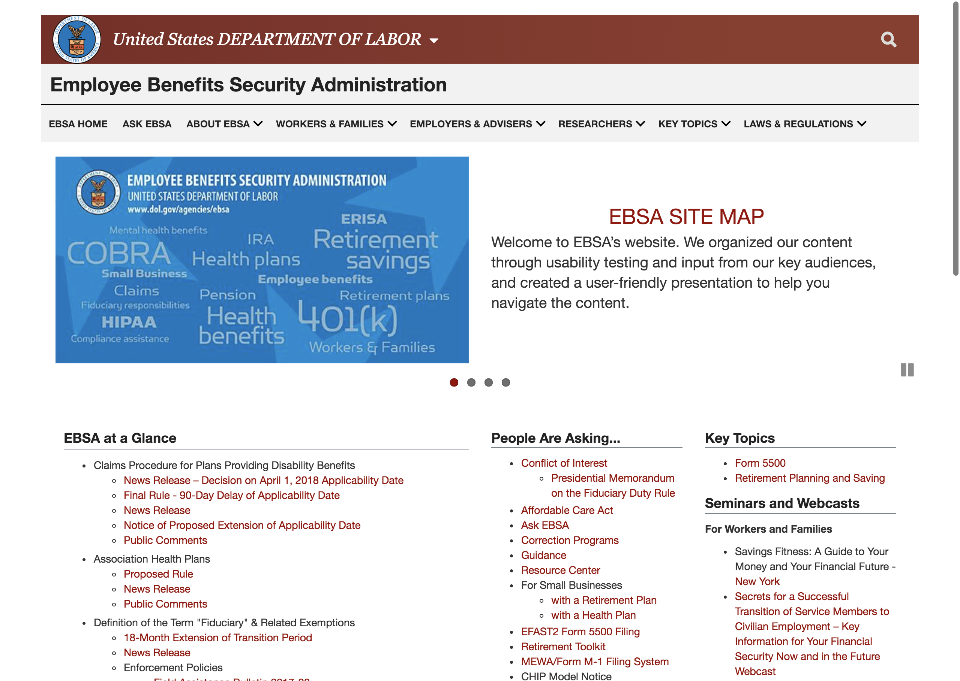 United States DEPARTMENT OF LABOR
Employee Benefits Security Administration
EBSA HOME ASK EBSA ABOUT EBSA WORKERS & FAMILIES EMPLOYERS & ADVISERS RESEARCHERS KEY TOPICS LAWS & REGULATIONS
EMPLOYEE BENEFITS SECURITY ADMINISTRATION
UNITED STATES DEPARTMENT OF LABOR
www.dol.gov/agencies/ebsa
Mental health benefits
ERISA
COBRA
IRA
Retirement
savings
Health plans
Small Business
Employee benefits
Claims
Pension
Retirement plans
Fiduciary responsibilities
HIPAA
Health
benefits
401(k)
Compliance assistance
Workers & Families
EBSA SITE MAP
Welcome to EBSA's website. We organized our content
through usability testing and input from our key audiences,
and created a user-friendly presentation to help you
navigate the content.
EBSA at a Glance
Claims Procedure for Plans Providing Disability Benefits
News Release – Decision on April 1, 2018 Applicability Date
Final Rule - 90-Day Delay of Applicability Date
News Release
Notice of Proposed Extension of Applicability Date
Public Comments
Association Health Plans
Proposed Rule
News Release
Public Comments
Definition of the Term "Fiduciary" & Related Exemptions
18-Month Extension of Transition Period
News Release
Enforcement Policies
People Are Asking...
Conflict of Interest
Presidential Memorandum
on the Fiduciary Duty Rule
Affordable Care Act
Ask EBSA
Correction Programs
Guidance
Resource Center
For Small Businesses
with a Retirement Plan
with a Health Plan
EFAST2 Form 5500 Filing
Retirement Toolkit
MEWA/Form M-1 Filing System
CHIP Model Notice
Key Topics
Form 5500
Retirement Planning and Saving
Seminars and Webcasts
For Workers and Families
Savings Fitness: A Guide to Your
Money and Your Financial Future -
New York
Secrets for a Successful
Transition of Service Members to
Civilian Employment – Key
Information for Your Financial
Security Now and in the Future
Webcast